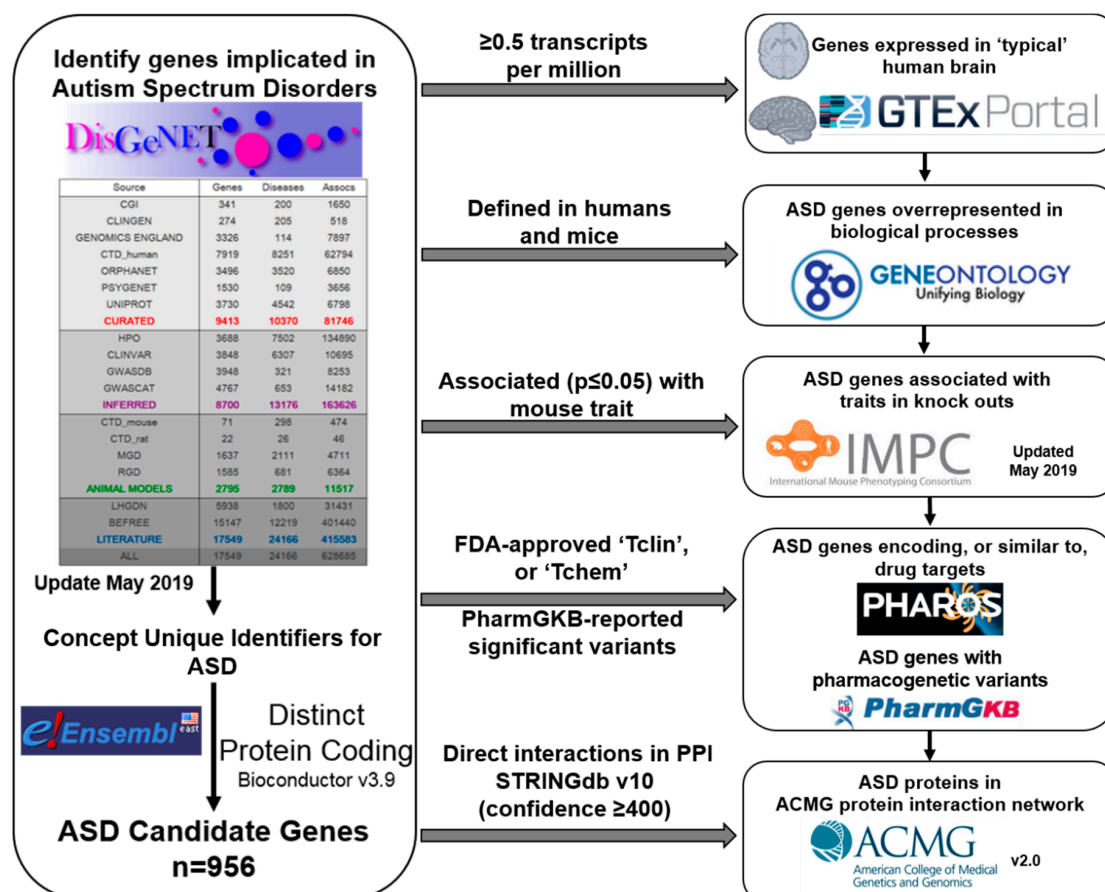 Identify genes implicated in
Autism Spectrum Disorders
DisGeNET
Source Genes Diseases Assocs
CGI 341 200 1650
CLINGEN 274 205 518
GENOMICS ENGLAND 3326 114 7897
CTD_human 7919 8251 62794
ORPHANET 3496 3520 6850
PSYGENET 1530 109 3656
UNIPROT 3730 4542 6798
CURATED 9413 10370 81746
HPO 3688 7502 134890
CLINVAR 3848 6307 10695
GWASDB 3948 321 8253
GWASCAT 4767 653 14182
INFERRED 8700 13176 163626
CTD_mouse 71 298 474
CTD_rat 22 26 46
MGD 1637 2111 4711
RGD 1585 681 6364
ANIMAL MODELS 2795 2789 11517
LHGDN 5938 1800 31431
BEFREE 15147 12219 401440
LITERATURE 17549 24166 415583
ALL 17549 24166 628685
Update May 2019
Concept Unique Identifiers for
ASD
e!Ensembl
east
Distinct
Protein Coding
Bioconductor v3.9
ASD Candidate Genes
n=956
≥0.5 transcripts
per million
Defined in humans
and mice
Associated (p≤0.05) with
mouse trait
FDA-approved ‘Tclin’,
or ‘Tchem’
PharmGKB-reported
significant variants
Direct interactions in PPI
STRINGdb v10
(confidence ≥400)
Genes expressed in ‘typical’
human brain
GTEx Portal
ASD genes overrepresented in
biological processes
GENEONTOLOGY
Unifying Biology
ASD genes associated with
traits in knock outs
IMPC
International Mouse Phenotyping Consortium
Updated
May 2019
ASD genes encoding, or similar to,
drug targets
PHAROS
ASD genes with
pharmacogenetic variants
PG
KB
PharmGKB
ASD proteins in
ACMG protein interaction network
ACMG
American College of Medical
Genetics and Genomics
v2.0